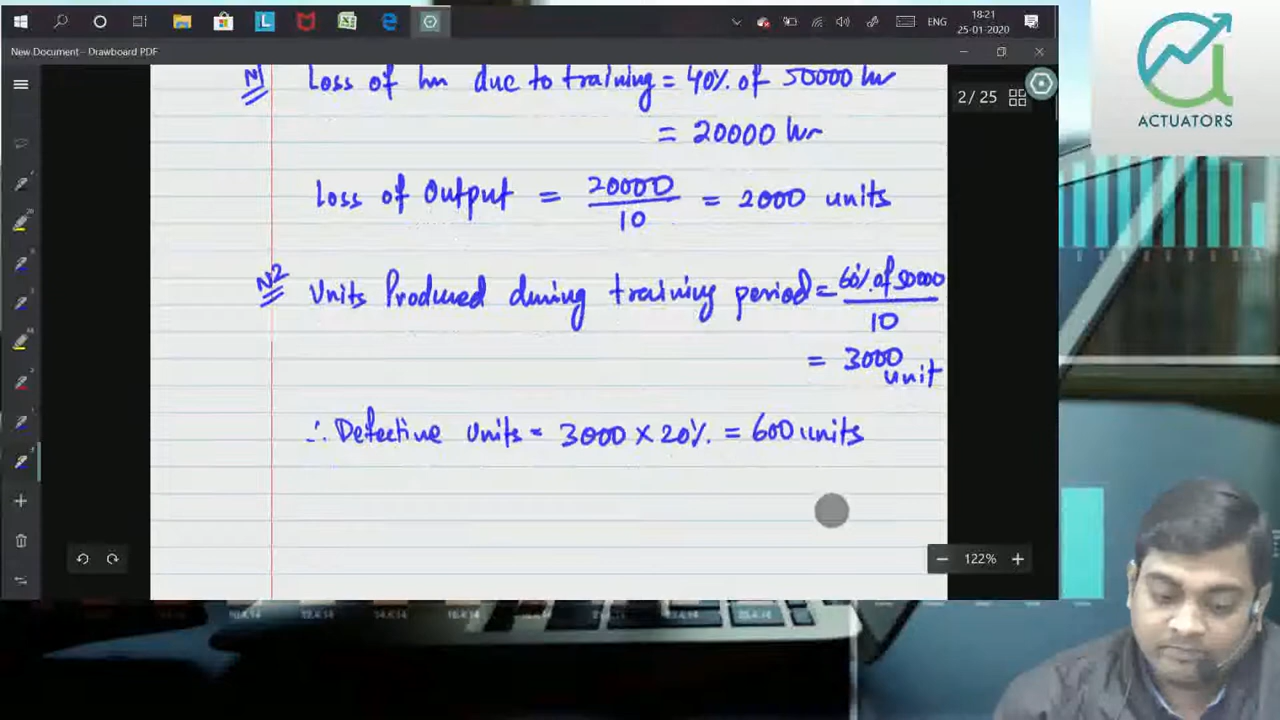 18:21
ENG
25-01-2020
New Document - Drawboard PDF
N1 Loss of hrs due to training = 40% of 50000 hr
2 / 25
= 20000 hr
ACTUATORS
Loss of Output = 20000 / 10 = 2000 units
N2 Units Produced during training period = 60% of 50000 / 10
= 3000 unit
∴ Defective Units = 3000 × 20% = 600 units
122%